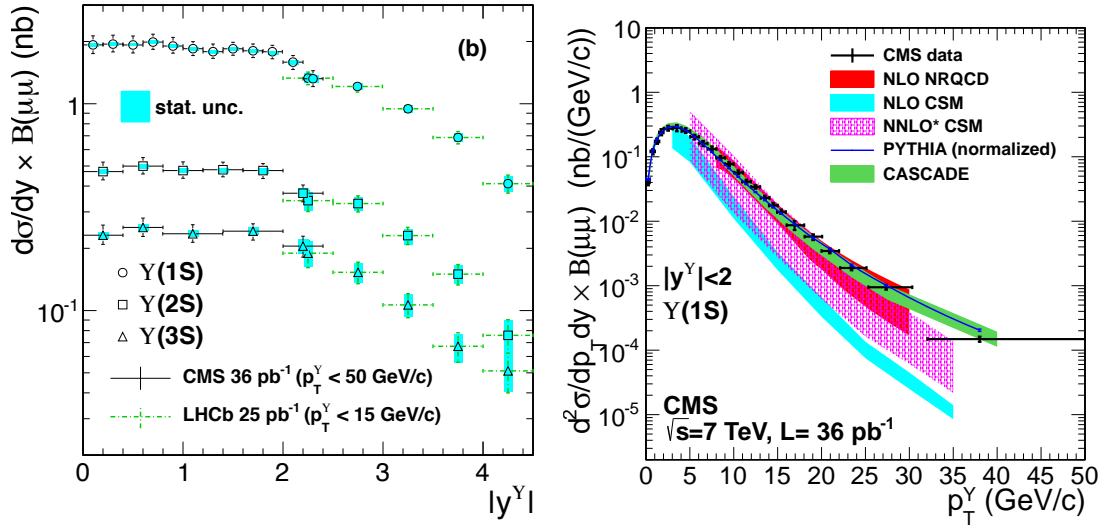 dσ/dy × B(μμ) (nb)
(b)
stat. unc.
1
10⁻¹
ϒ(1S)
ϒ(2S)
ϒ(3S)
CMS 36 pb⁻¹ (p_T^ϒ < 50 GeV/c)
LHCb 25 pb⁻¹ (p_T^ϒ < 15 GeV/c)
0 1 2 3 4
|y^ϒ|
d²σ/dp_T dy × B(μμ) (nb/(GeV/c))
10
1
10⁻¹
10⁻²
10⁻³
10⁻⁴
10⁻⁵
CMS data
NLO NRQCD
NLO CSM
NNLO* CSM
PYTHIA (normalized)
CASCADE
|y^ϒ|<2
ϒ(1S)
CMS
√s=7 TeV, L= 36 pb⁻¹
0 5 10 15 20 25 30 35 40 45 50
p_T^ϒ (GeV/c)